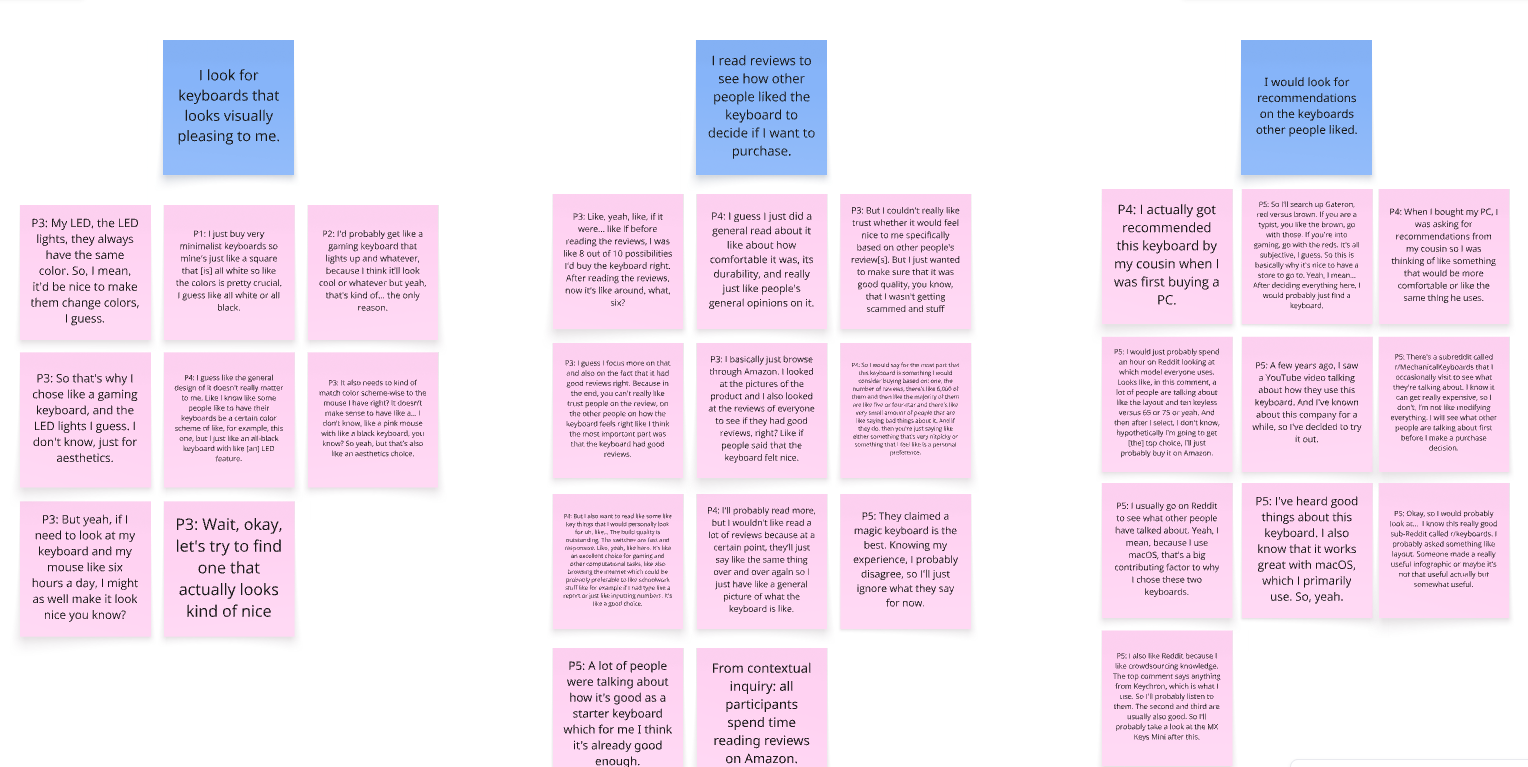 I look for
keyboards that
looks visually
pleasing to me.
P3: My LED, the LED
lights, they always
have the same
color. So, I mean,
it'd be nice to make
them change colors,
I guess.
P1: I just buy very
minimalist keyboards so
mine's just like a square
that [is] all white so like
the colors is pretty crucial,
I guess like all white or all
black.
P2: I'd probably get like a
gaming keyboard that
lights up and whatever,
because I think it'll look
cool or whatever but yeah,
that's kind of... the only
reason.
P3: So that's why I
chose like a gaming
keyboard, and the
LED lights I guess. I
don't know, just for
aesthetics.
P4: I guess like the general
design of it doesn't really matter
to me. Like I know like some
people like to have their
keyboards be a certain color
scheme of like, for example, this
one, but I just like an all-black
keyboard with like [an] LED
feature.
P3: It also needs to kind of
match color scheme-wise to the
mouse I have right? It doesn't
make sense to have like a... I
don't know, like a pink mouse
with like a black keyboard, you
know? So yeah, but that's also
like an aesthetics choice.
P3: But yeah, if I
need to look at my
keyboard and my
mouse like six
hours a day, I might
as well make it look
nice you know?
P3: Wait, okay,
let's try to find
one that
actually looks
kind of nice
I read reviews to
see how other
people liked the
keyboard to
decide if I want to
purchase.
P3: Like, yeah, like, if it
were... like if before
reading the reviews, I was
like 8 out of 10 possibilities
I'd buy the keyboard right.
After reading the reviews,
now it's like around, what,
six?
P4: I guess I just did a
general read about it
like about how
comfortable it was, its
durability, and really
just like people's
general opinions on it.
P3: But I couldn't really like
trust whether it would feel
nice to me specifically
based on other people's
review[s]. But I just wanted
to make sure that it was
good quality, you know,
that I wasn't getting
scammed and stuff
P3: I guess I focus more on that
and also on the fact that it had
good reviews right. Because in
the end, you can't really like
trust people on the review, on
the other people on how the
keyboard feels right like I think
the most important part was
that the keyboard had good
reviews.
P3: I basically just browse
through Amazon. I looked
at the pictures of the
product and I also looked
at the reviews of everyone
to see if they had good
reviews, right? Like if
people said that the
keyboard felt nice.
P4: So I would say for the most part that
this keyboard is something I would
consider buying based on: one, the
number of reviews, there's like 6,000 of
them and then like the majority of them
are like five or four-star and there's like
very small amount of people that are
like saying bad things about it. And if
they do, then you're just saying like
either something that's very nitpicky or
something that I feel like is a personal
preference.
P4: But I also want to read like some like
key things that I would personally look
for uh, like... The build quality is
outstanding. The switches are fast and
responsive. Like, yeah, like here. It's like
an excellent choice for gaming and
other computational tasks, like also
browsing the internet which could be
probably preferable to like schoolwork
stuff like for example if I had type like a
report or just like inputting numbers. It's
like a good choice.
P4: I'll probably read more,
but I wouldn't like read a
lot of reviews because at a
certain point, they'll just
say like the same thing
over and over again so I
just have like a general
picture of what the
keyboard is like.
P5: They claimed a
magic keyboard is the
best. Knowing my
experience, I probably
disagree, so I'll just
ignore what they say
for now.
P5: A lot of people
were talking about
how it's good as a
starter keyboard
which for me I think
it's already good
enough.
From contextual
inquiry: all
participants
spend time
reading reviews
on Amazon.
I would look for
recommendations
on the keyboards
other people liked.
P4: I actually got
recommended
this keyboard by
my cousin when I
was first buying a
PC.
P5: So I'll search up Gateron,
red versus brown. If you are a
typist, you like the brown, go
with those. If you're into
gaming, go with the reds. It's all
subjective, I guess. So this is
basically why it's nice to have a
store to go to. Yeah, I mean...
After deciding everything here, I
would probably just find a
keyboard.
P4: When I bought my PC, I
was asking for
recommendations from
my cousin so I was
thinking of like something
that would be more
comfortable or like the
same thing he uses.
P5: I would just probably spend
an hour on Reddit looking at
which model everyone uses.
Looks like, in this comment, a
lot of people are talking about
like the layout and ten keyless
versus 65 or 75 or yeah. And
then after I select, I don't know,
hypothetically I'm going to get
[the] top choice, I'll just
probably buy it on Amazon.
P5: A few years ago, I saw
a YouTube video talking
about how they use this
keyboard. And I've known
about this company for a
while, so I've decided to try
it out.
P5: There's a subreddit called
r/MechanicalKeyboards that I
occasionally visit to see what
they're talking about. I know it
can get really expensive, so I
don't. I'm not like modifying
everything. I will see what other
people are talking about first
before I make a purchase
decision.
P5: I usually go on Reddit
to see what other people
have talked about. Yeah, I
mean, because I use
macOS, that's a big
contributing factor to why
I chose these two
keyboards.
P5: I've heard good
things about this
keyboard. I also
know that it works
great with macOS,
which I primarily
use. So, yeah.
P5: Okay, so I would probably
look at... I know this really good
sub-Reddit called r/keyboards. I
probably asked something like
layout. Someone made a really
useful infographic or maybe it's
not that useful actually but
somewhat useful.
P5: I also like Reddit because I
like crowdsourcing knowledge.
The top comment says anything
from Keychron, which is what I
use. So I'll probably listen to
them. The second and third are
usually also good. So I'll
probably take a look at the MX
Keys Mini after this.